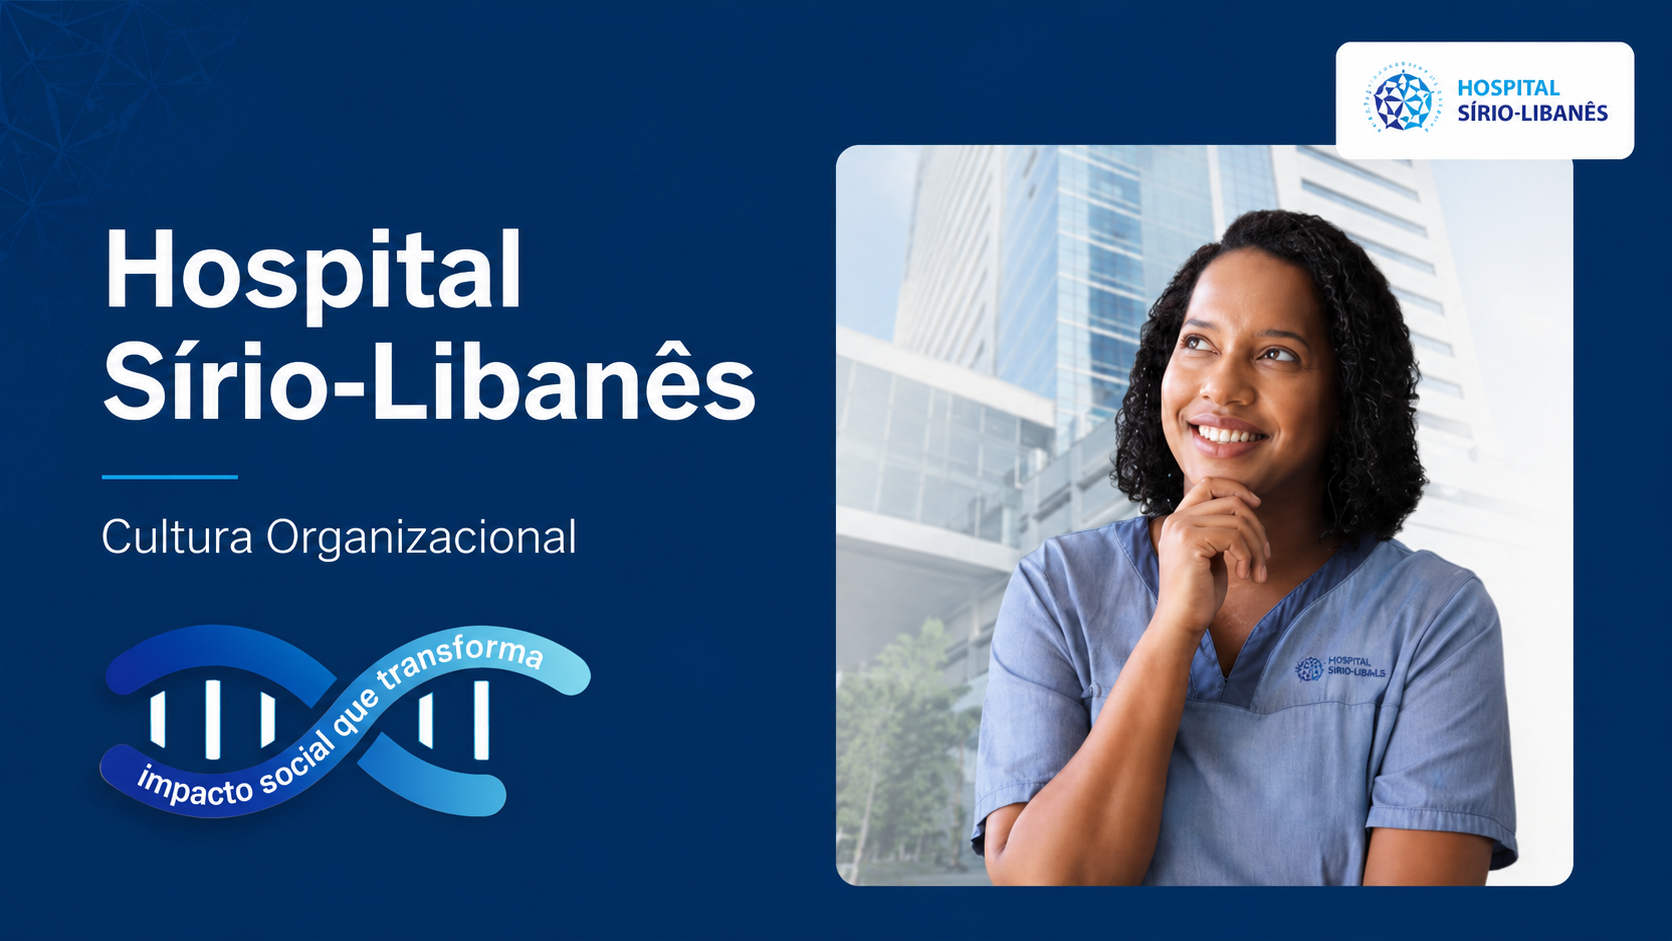 HOSPITAL
SÍRIO-LIBANÊS
Hospital
Sírio-Libanês
Cultura Organizacional
impacto social que transforma
HOSPITAL